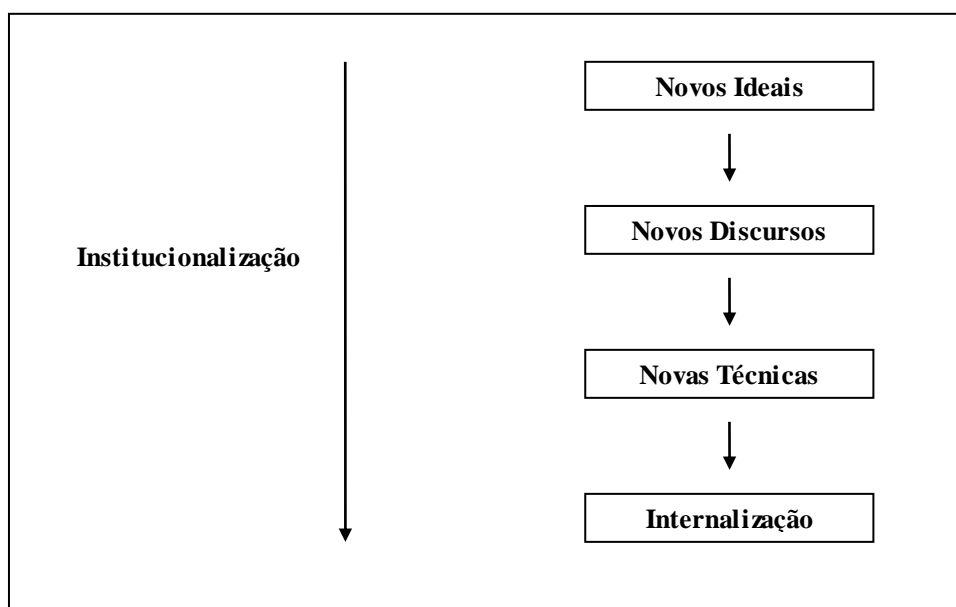 Novos Ideais
Novos Discursos
Institucionalização
Novas Técnicas
Internalização